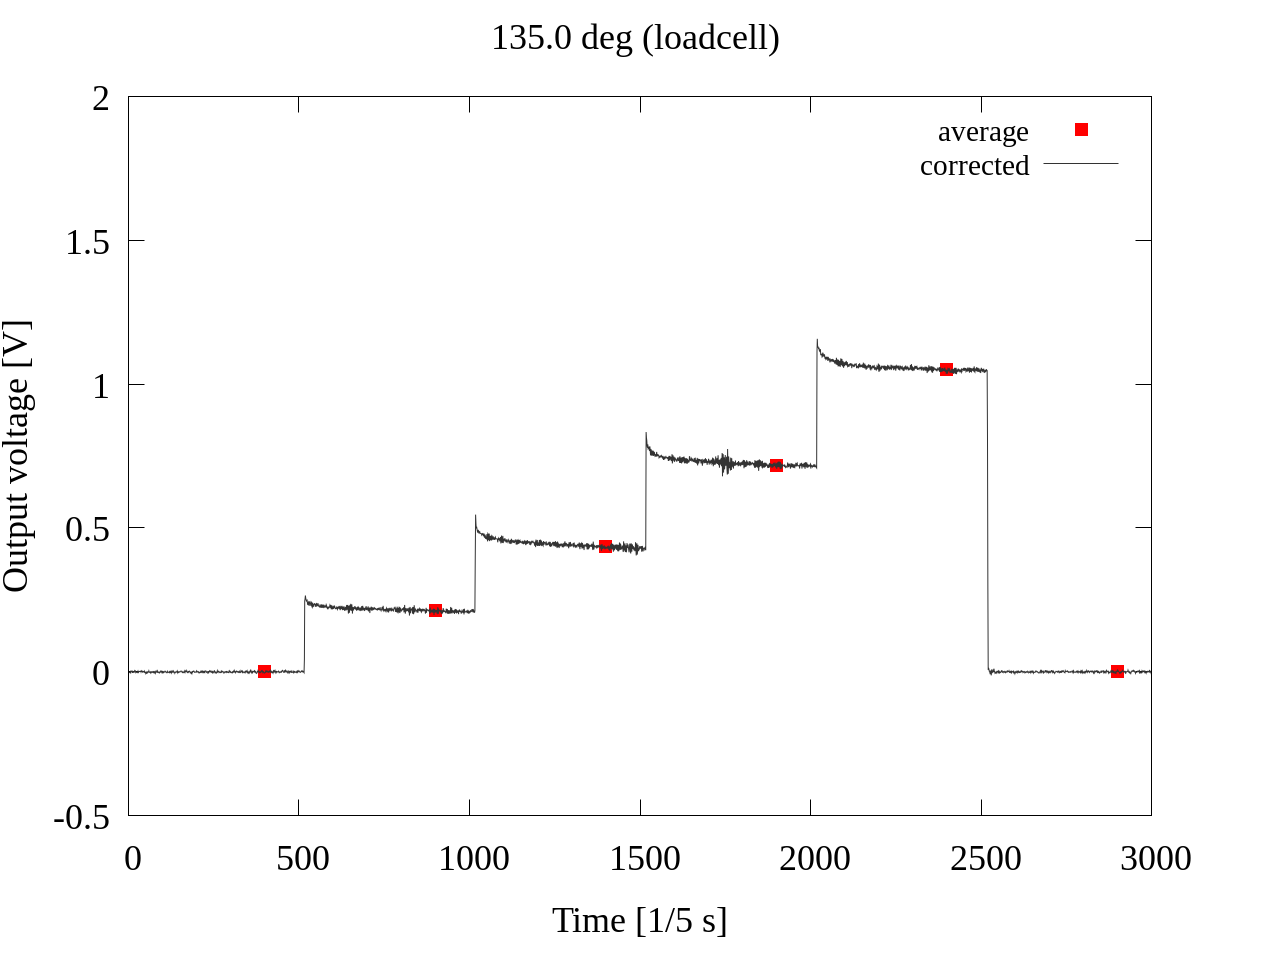 135.0 deg (loadcell)
average
corrected
2
1.5
1
0.5
0
-0.5
Output voltage [V]
0 500 1000 1500 2000 2500 3000
Time [1/5 s]